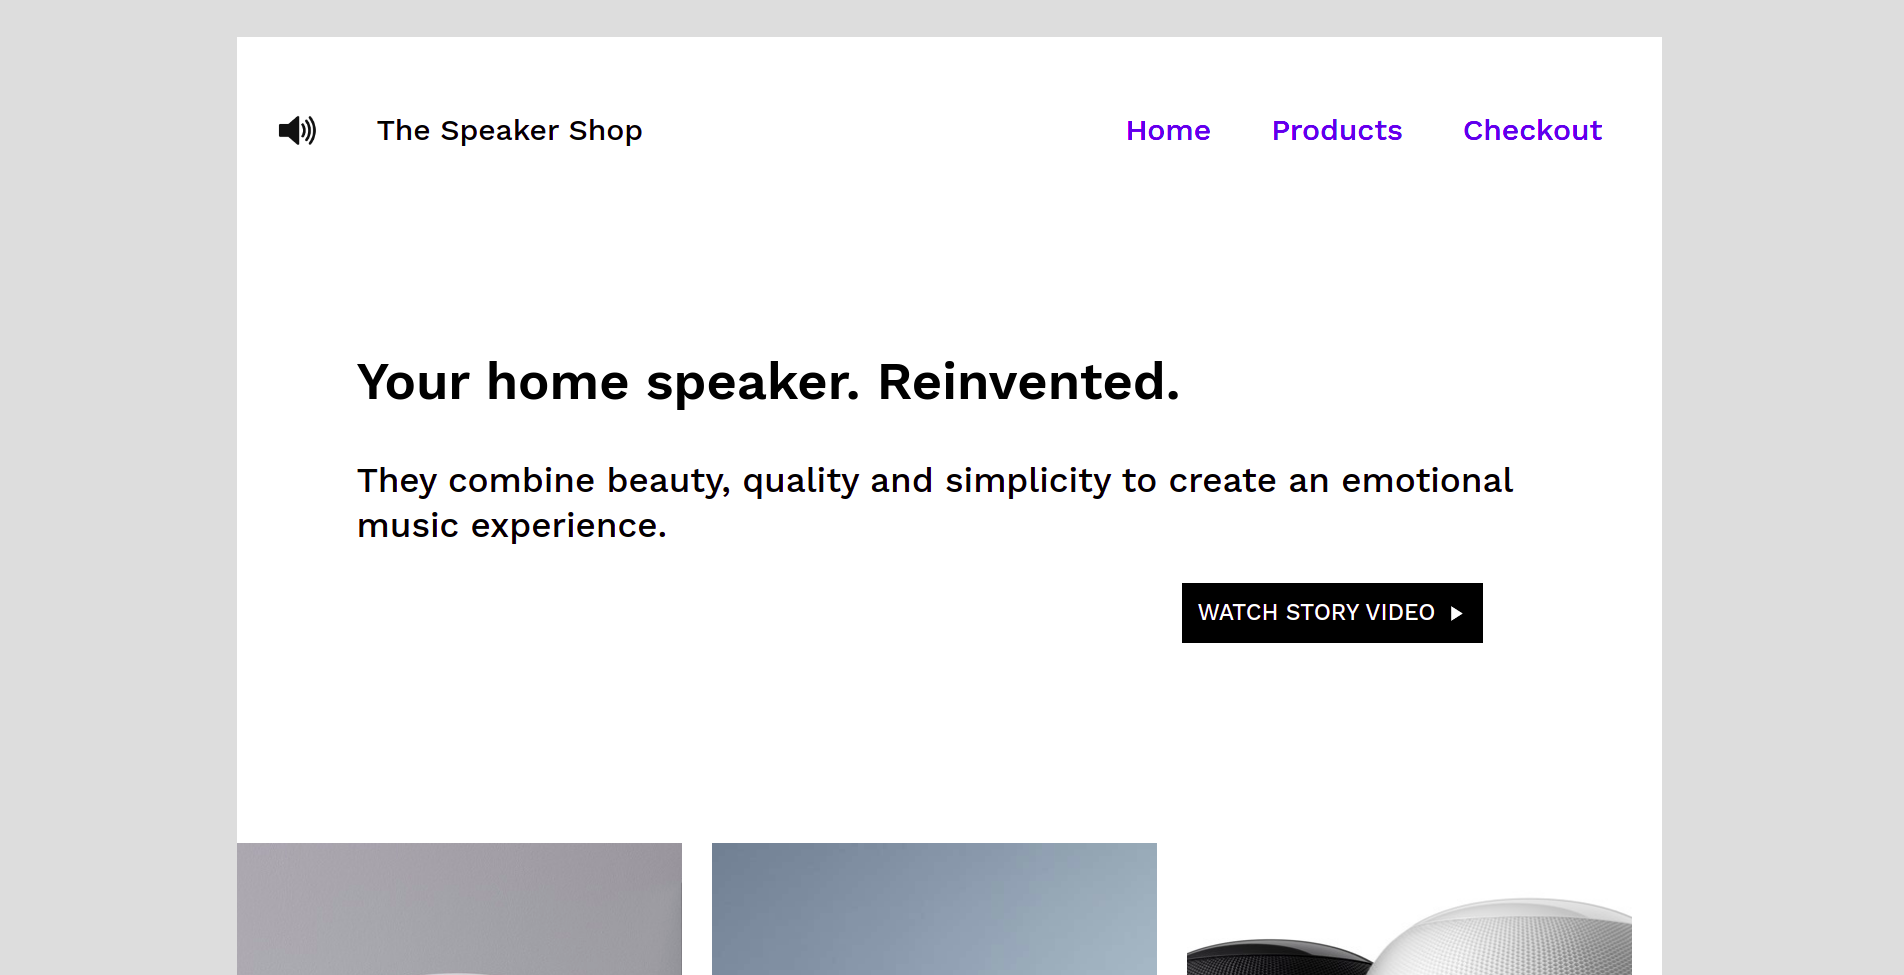 The Speaker Shop
Home Products Checkout
Your home speaker. Reinvented.
They combine beauty, quality and simplicity to create an emotional
music experience.
WATCH STORY VIDEO